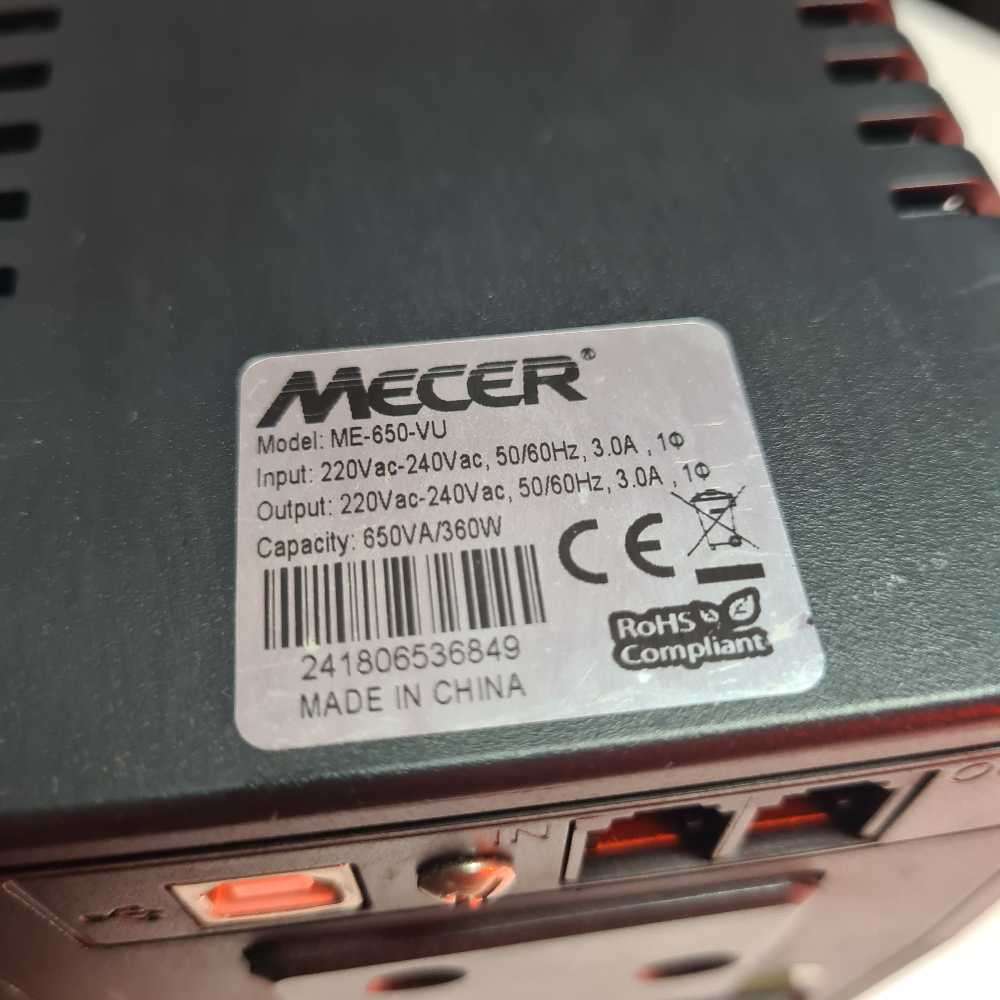 MECER®
Model: ME-650-VU
Input: 220Vac-240Vac, 50/60Hz, 3.0A , 1Φ
Output: 220Vac-240Vac, 50/60Hz, 3.0A , 1Φ
Capacity: 650VA/360W
CE
RoHS
Compliant
241806536849
MADE IN CHINA
IN